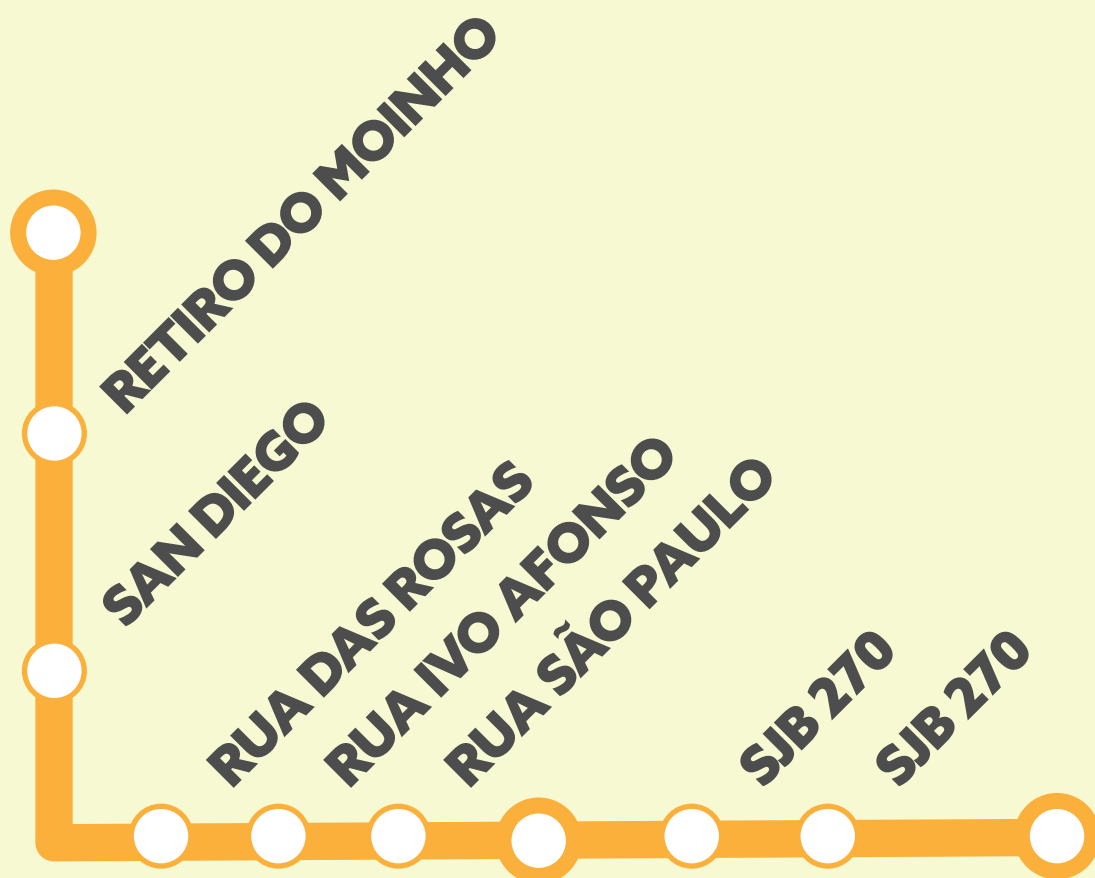 RETIRO DO MOINHO
SAN DIEGO
RUA DAS ROSAS
RUA IVO AFONSO
RUA SÃO PAULO
SJB 270
SJB 270